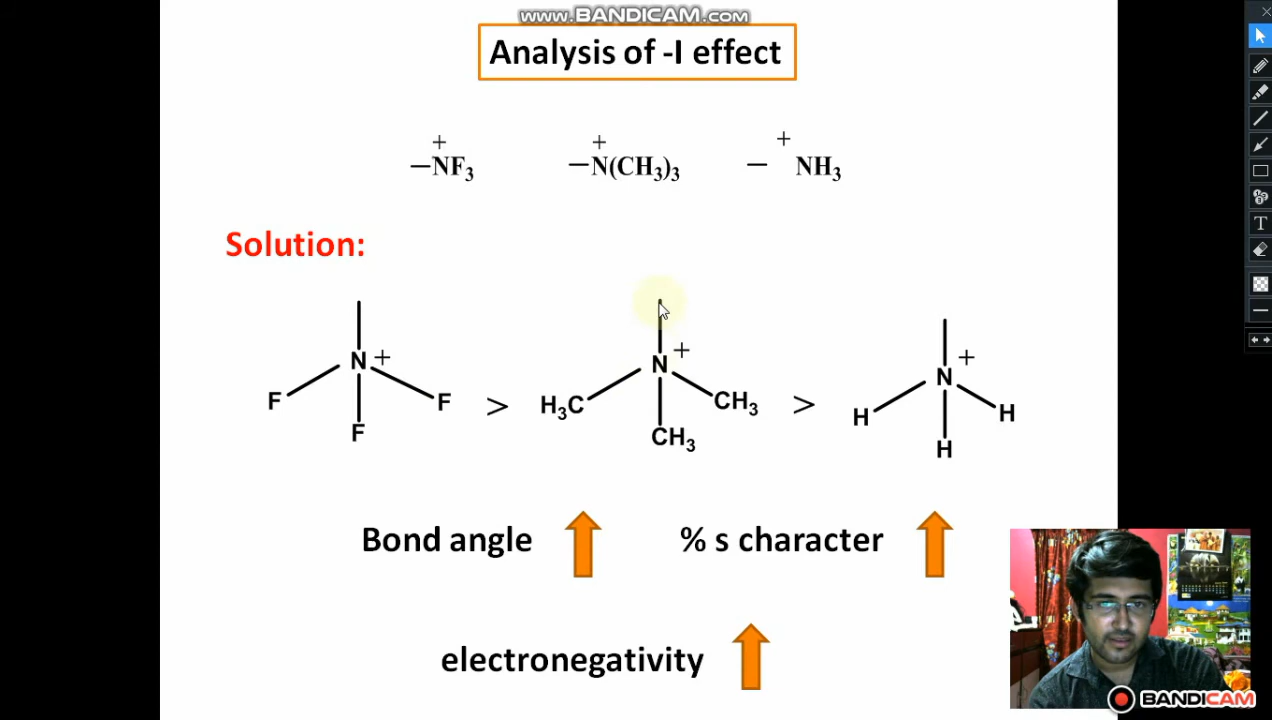 www.BANDICAM.com
Analysis of -I effect
+ + +
–NF₃ –N(CH₃)₃ – NH₃
Solution:
N + N + N +
F F > H₃C CH₃ > H H
F CH₃ H
Bond angle % s character
electronegativity
BANDICAM
T